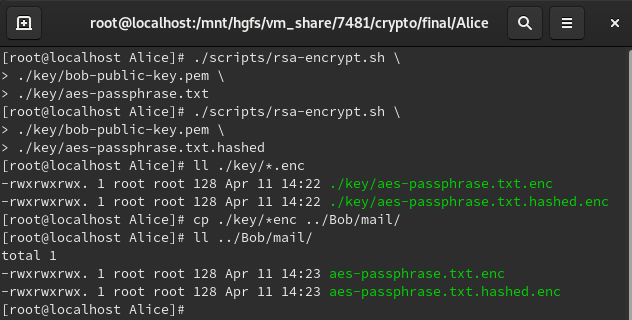 root@localhost:/mnt/hgfs/vm_share/7481/crypto/final/Alice
[root@localhost Alice]# ./scripts/rsa-encrypt.sh \
> ./key/bob-public-key.pem \
> ./key/aes-passphrase.txt
[root@localhost Alice]# ./scripts/rsa-encrypt.sh \
> ./key/bob-public-key.pem \
> ./key/aes-passphrase.txt.hashed
[root@localhost Alice]# ll ./key/*.enc
-rwxrwxrwx. 1 root root 128 Apr 11 14:22 ./key/aes-passphrase.txt.enc
-rwxrwxrwx. 1 root root 128 Apr 11 14:22 ./key/aes-passphrase.txt.hashed.enc
[root@localhost Alice]# cp ./key/*enc ../Bob/mail/
[root@localhost Alice]# ll ../Bob/mail/
total 1
-rwxrwxrwx. 1 root root 128 Apr 11 14:23 aes-passphrase.txt.enc
-rwxrwxrwx. 1 root root 128 Apr 11 14:23 aes-passphrase.txt.hashed.enc
[root@localhost Alice]#